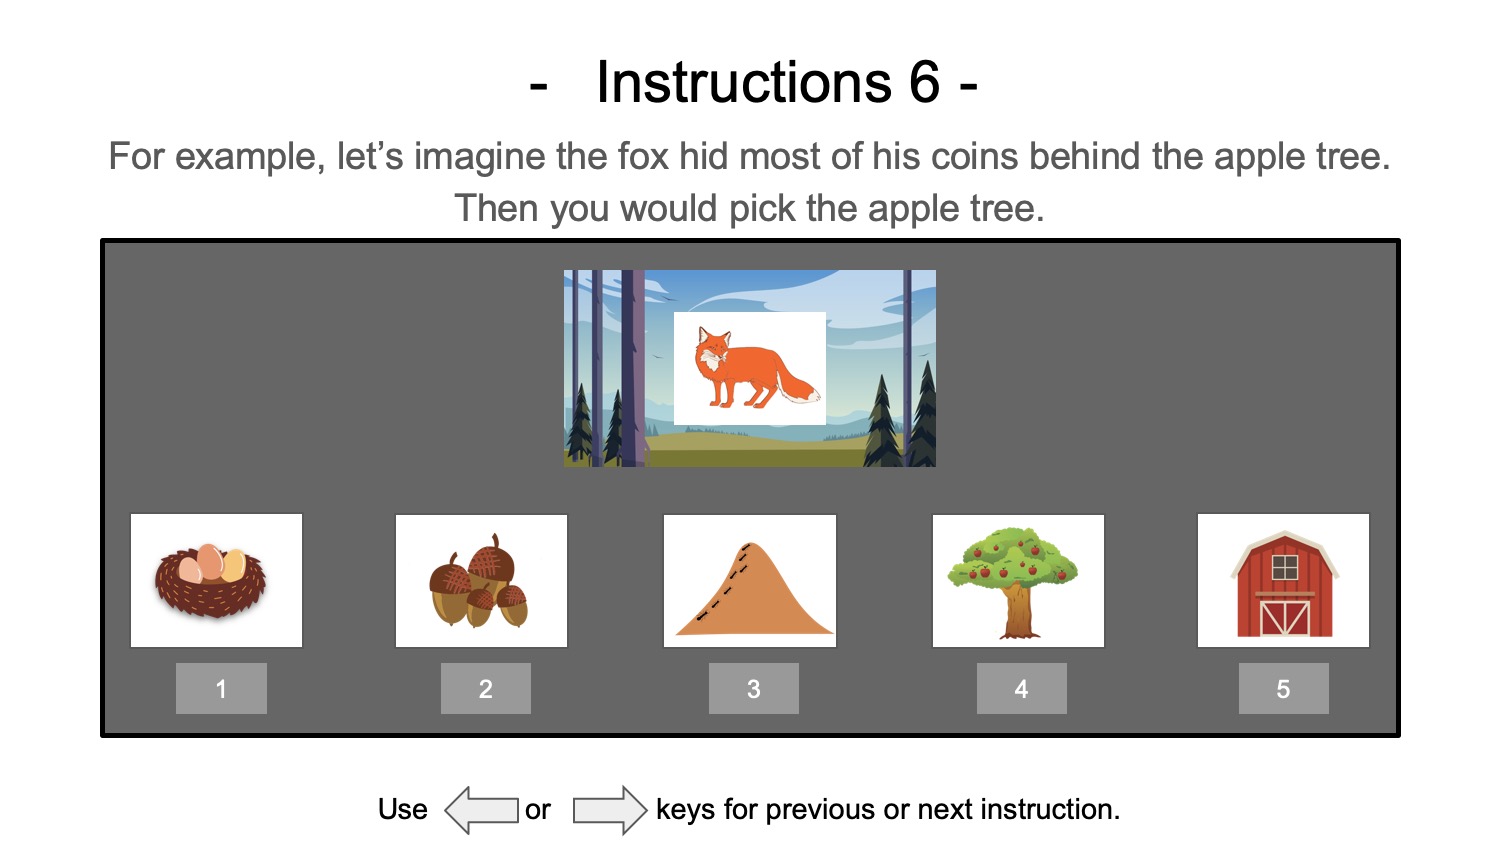 - Instructions 6 -
For example, let’s imagine the fox hid most of his coins behind the apple tree.
Then you would pick the apple tree.
1 2 3 4 5
Use or keys for previous or next instruction.